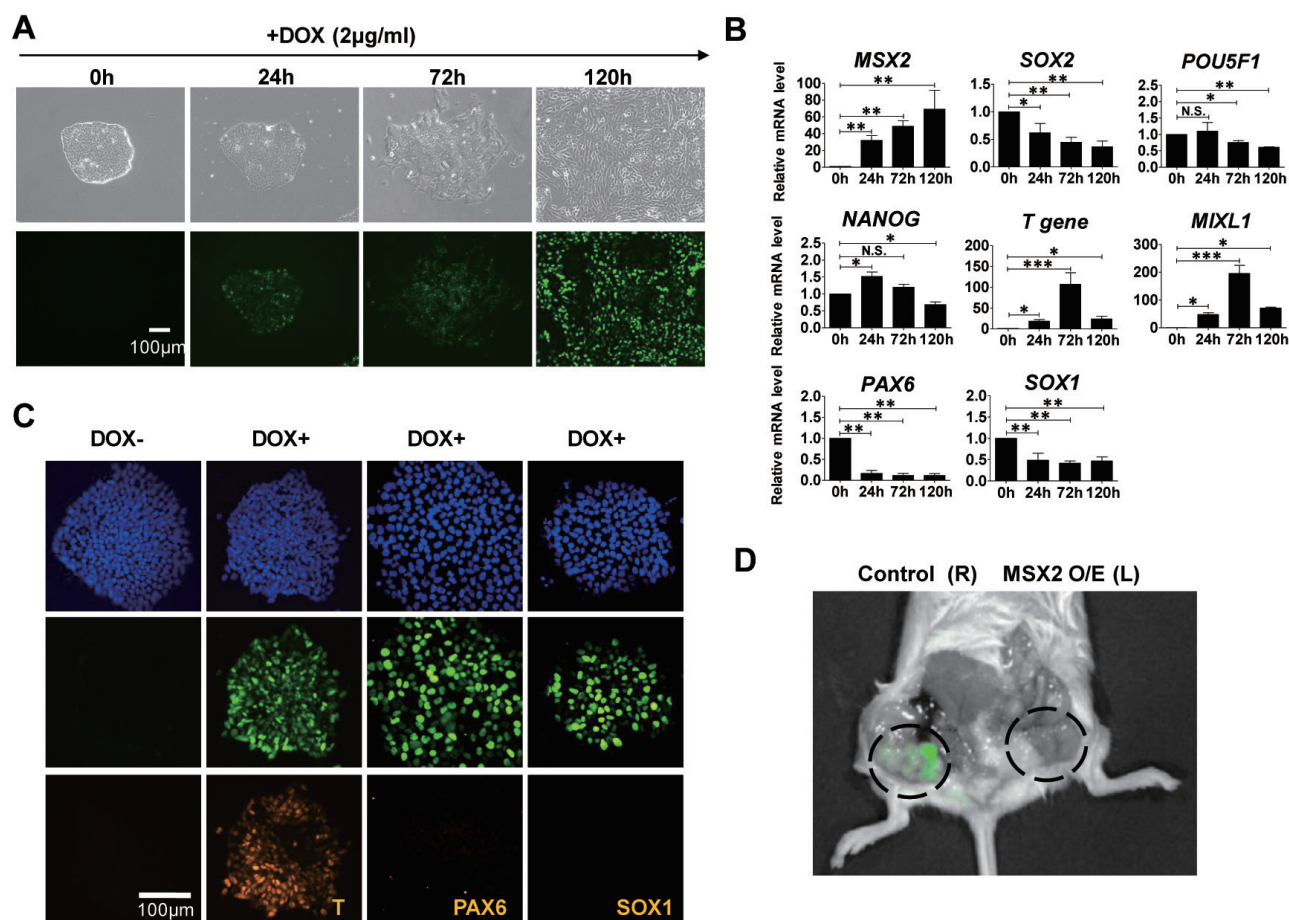 A
+DOX (2µg/ml)
0h 24h 72h 120h
100µm
B
MSX2 SOX2 POU5F1
Relative mRNA level
100
80
60
40
20
0
** ** **
0h 24h 72h 120h
2.0
1.5
1.0
0.5
0.0
* ** **
0h 24h 72h 120h
2.0
1.5
1.0
0.5
0.0
N.S. * **
0h 24h 72h 120h
NANOG T gene MIXL1
Relative mRNA level
2.5
2.0
1.5
1.0
0.5
0.0
* N.S. *
0h 24h 72h 120h
200
150
100
50
0
* *** *
0h 24h 72h 120h
400
300
200
100
0
* *** *
0h 24h 72h 120h
PAX6 SOX1
Relative mRNA level
2.0
1.5
1.0
0.5
0.0
** ** **
0h 24h 72h 120h
2.0
1.5
1.0
0.5
0.0
** ** **
0h 24h 72h 120h
C
DOX- DOX+ DOX+ DOX+
100µm
T PAX6 SOX1
D
Control (R) MSX2 O/E (L)